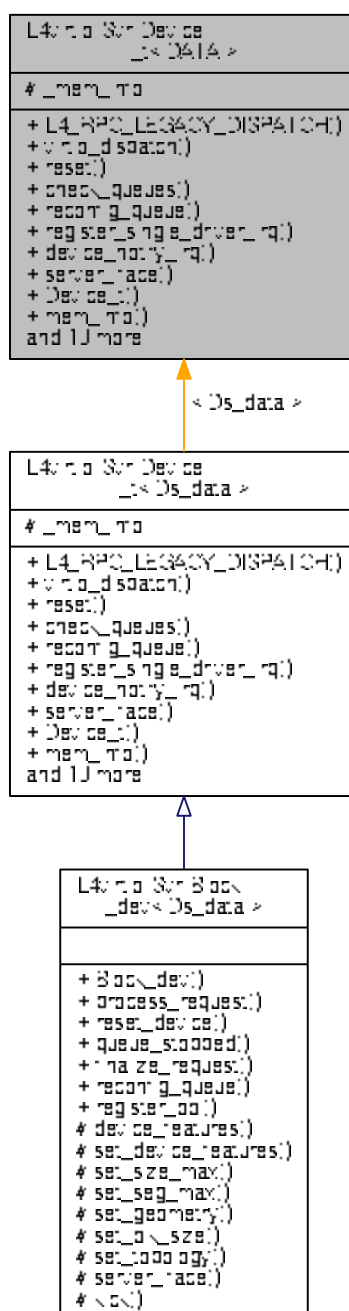 L4virtio::Svr::Device
_t< DATA >
# _mem_info
+ L4_RPC_LEGACY_DISPATCH()
+ virtio_dispatch()
+ reset()
+ check_queues()
+ reconfig_queue()
+ register_single_driver_irq()
+ device_notify_irq()
+ server_iface()
+ Device_t()
+ mem_info()
and 10 more
< Ds_data >
L4virtio::Svr::Device
_t< Ds_data >
# _mem_info
+ L4_RPC_LEGACY_DISPATCH()
+ virtio_dispatch()
+ reset()
+ check_queues()
+ reconfig_queue()
+ register_single_driver_irq()
+ device_notify_irq()
+ server_iface()
+ Device_t()
+ mem_info()
and 10 more
L4virtio::Svr::Block
_dev< Ds_data >
+ Block_dev()
+ process_request()
+ reset_device()
+ queue_stopped()
+ finalize_request()
+ reconfig_queue()
+ register_obj()
# device_features()
# set_device_features()
# set_size_max()
# set_seg_max()
# set_geometry()
# set_blk_size()
# set_topology()
# server_iface()